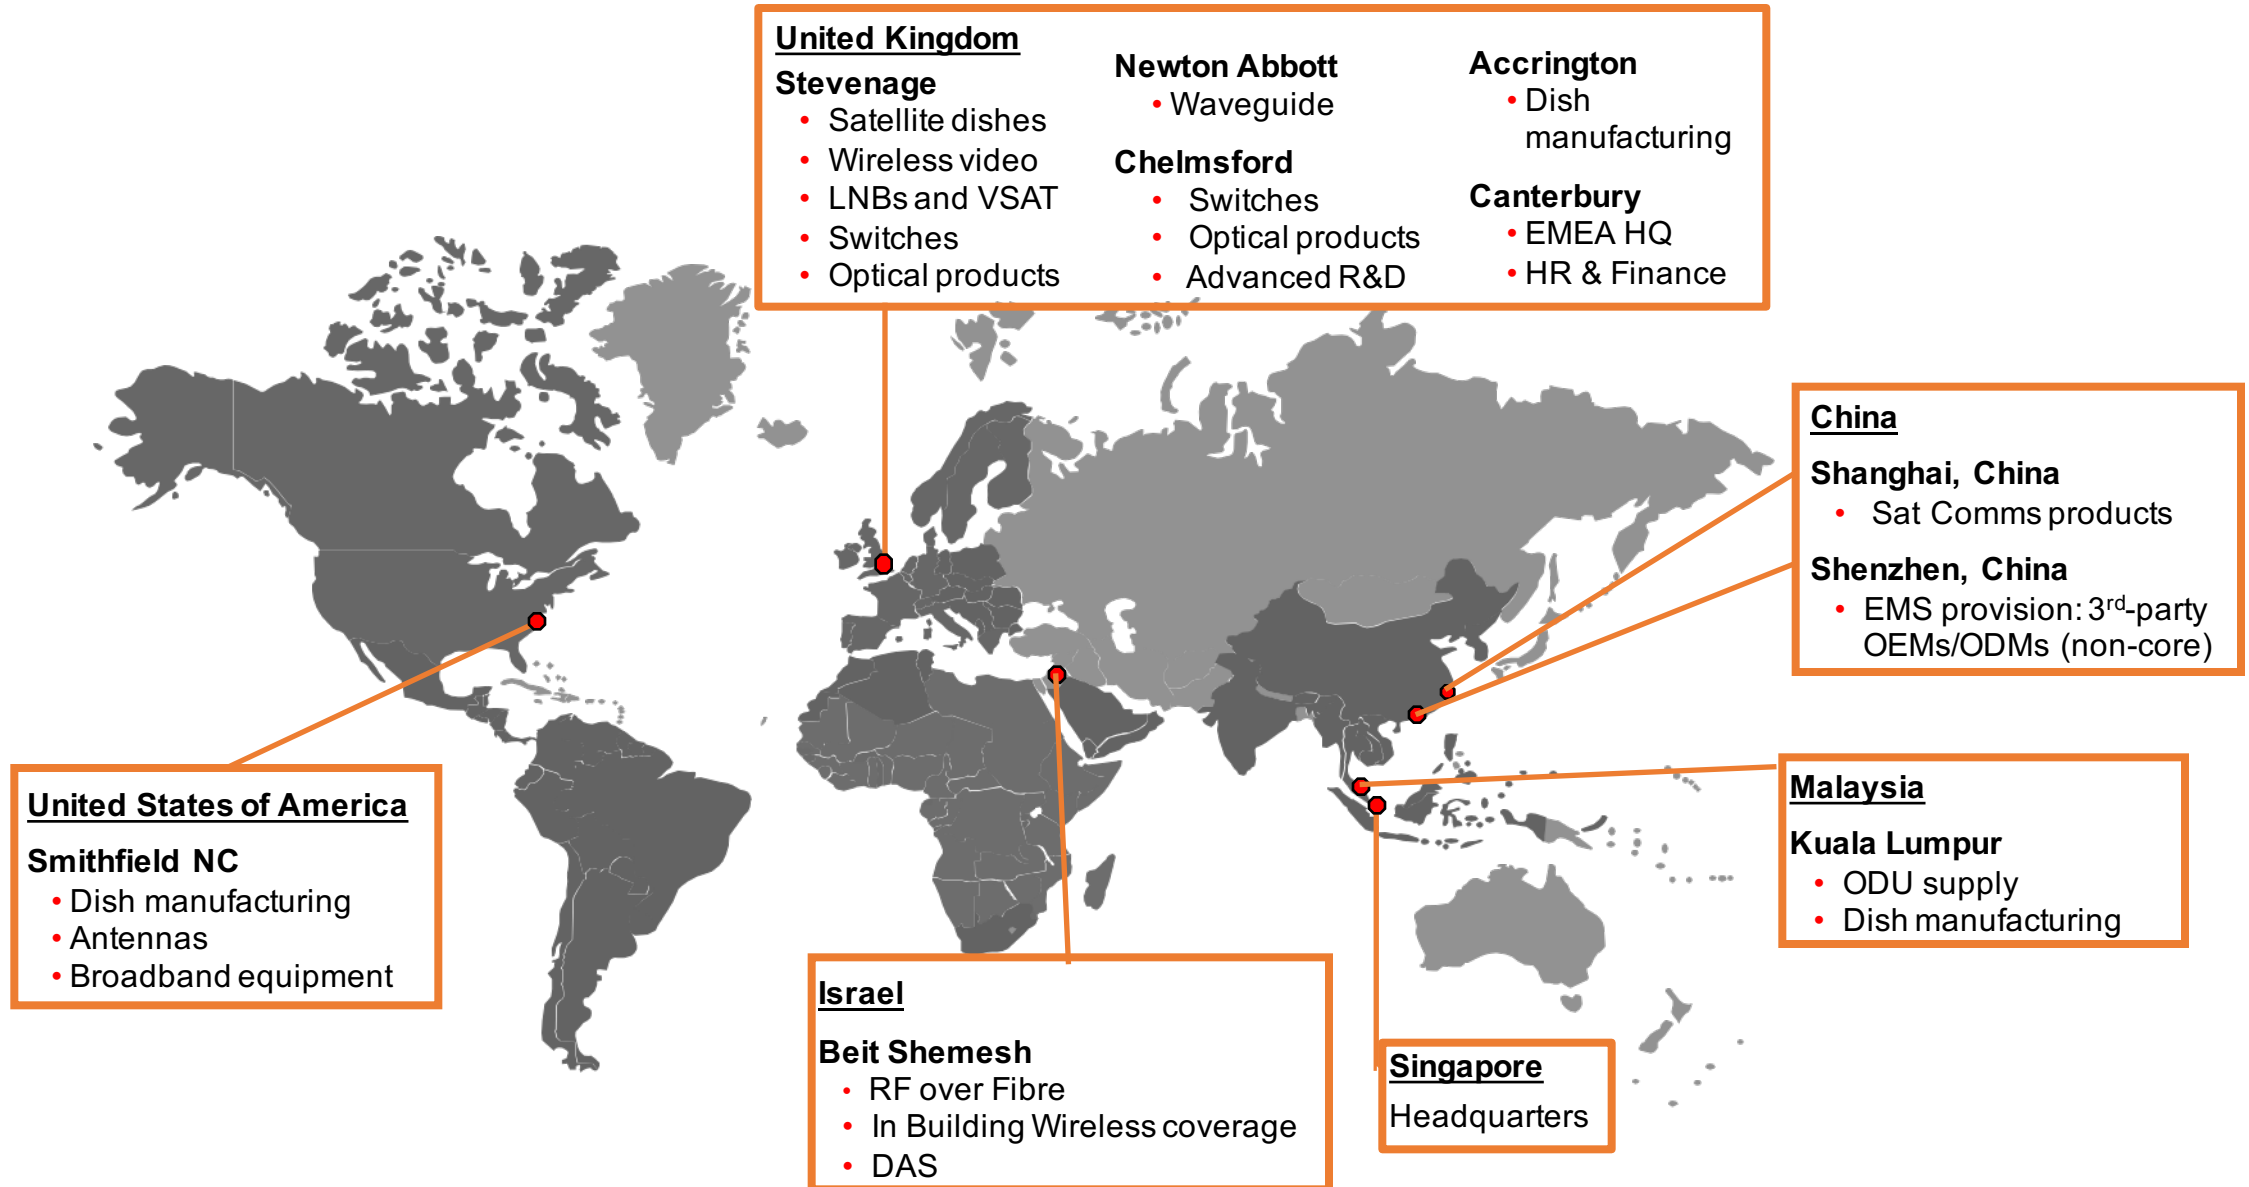 United Kingdom
Stevenage
• Satellite dishes
• Wireless video
• LNBs and VSAT
• Switches
• Optical products
Newton Abbott
• Waveguide
Chelmsford
• Switches
• Optical products
• Advanced R&D
Accrington
• Dish
manufacturing
Canterbury
• EMEA HQ
• HR & Finance
China
Shanghai, China
• Sat Comms products
Shenzhen, China
• EMS provision: 3rd-party
OEMs/ODMs (non-core)
United States of America
Smithfield NC
• Dish manufacturing
• Antennas
• Broadband equipment
Malaysia
Kuala Lumpur
• ODU supply
• Dish manufacturing
Israel
Beit Shemesh
• RF over Fibre
• In Building Wireless coverage
• DAS
Singapore
Headquarters